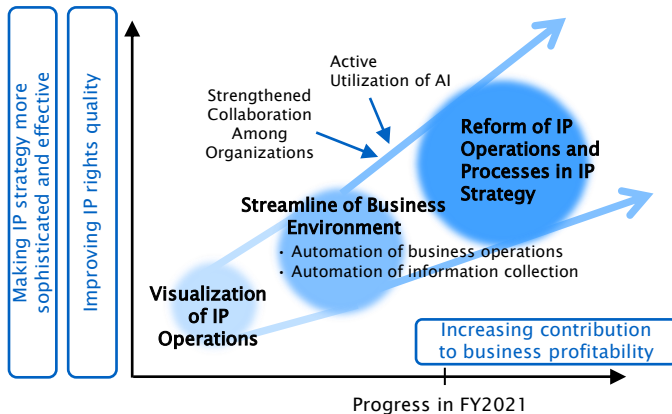 Making IP strategy more
sophisticated and effective
Improving IP rights quality
Active
Utilization of AI
Strengthened
Collaboration
Among
Organizations
Reform of IP
Operations and
Processes in IP
Strategy
Streamline of Business
Environment
・Automation of business operations
・Automation of information collection
Visualization
of IP
Operations
Increasing contribution
to business profitability
Progress in FY2021